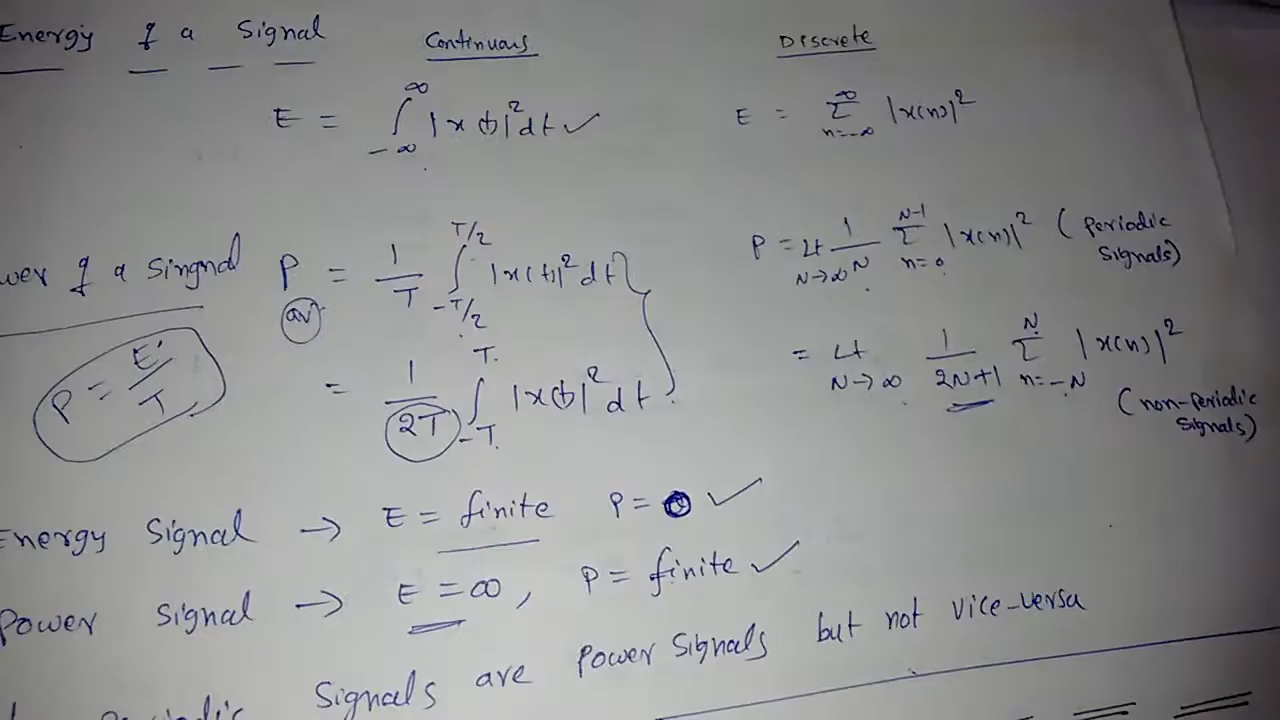 Energy of a Signal Continuous Discrete
E = ∫_{-∞}^{∞} |x(t)|² dt ✓ E = Σ_{n=-∞}^{∞} |x(n)|²
wer of a Singnal P = 1/T ∫_{-T/2}^{T/2} |x(t)|² dt } P = Lt_{N→∞} 1/N Σ_{n=0}^{N-1} |x(n)|² (Periodic
(av) Signals)
P = E/T = 1/2T ∫_{-T}^{T} |x(t)|² dt = Lt_{N→∞} 1/2N+1 Σ_{n=-N}^{N} |x(n)|²
(non-Periodic
Signals)
Energy Signal → E = finite P = 0 ✓
Power Signal → E = ∞, P = finite ✓
Periodic Signals are Power Signals but not vice-versa